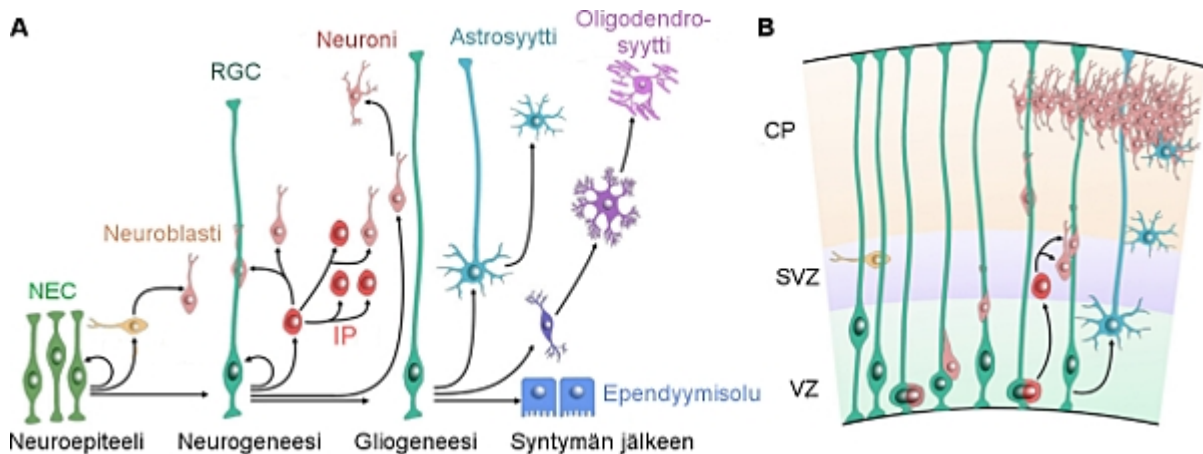 A
NEC
Neuroblasti
RGC
IP
Neuroni
Astrosyytti
Oligodendro-
syytti
Ependyymisolu
Neuroepiteeli
Neurogeneesi
Gliogeneesi
Syntymän jälkeen
B
CP
SVZ
VZ